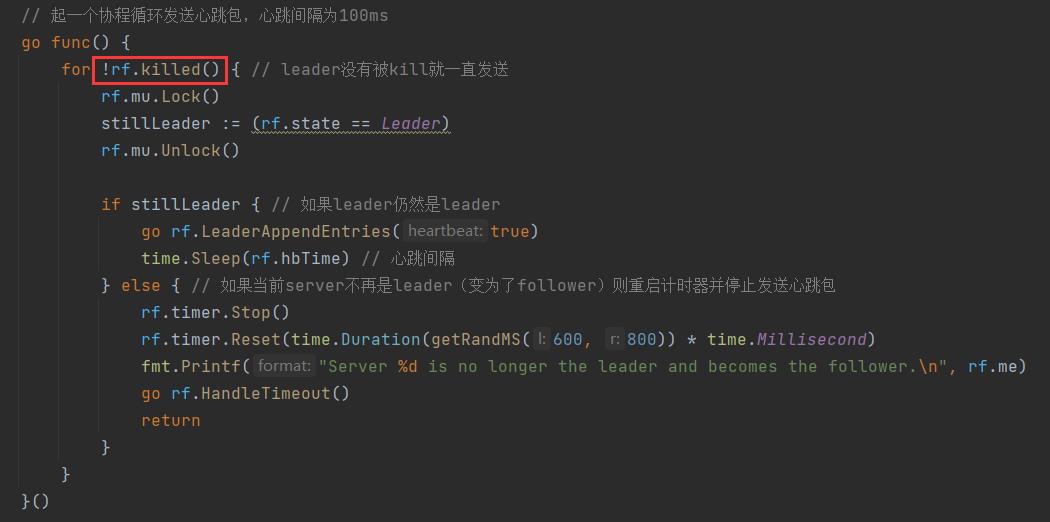 // 起一个协程循环发送心跳包，心跳间隔为100ms
go func() {
for !rf.killed() { // leader没有被kill就一直发送
rf.mu.Lock()
stillLeader := (rf.state == Leader)
rf.mu.Unlock()
if stillLeader { // 如果leader仍然是leader
go rf.LeaderAppendEntries( heartbeat: true)
time.Sleep(rf.hbTime) // 心跳间隔
} else { // 如果当前server不再是leader（变为了follower）则重启计时器并停止发送心跳包
rf.timer.Stop()
rf.timer.Reset(time.Duration(getRandMS( l: 600, r: 800)) * time.Millisecond)
fmt.Printf( format: "Server %d is no longer the leader and becomes the follower.\n", rf.me)
go rf.HandleTimeout()
return
}
}
}()